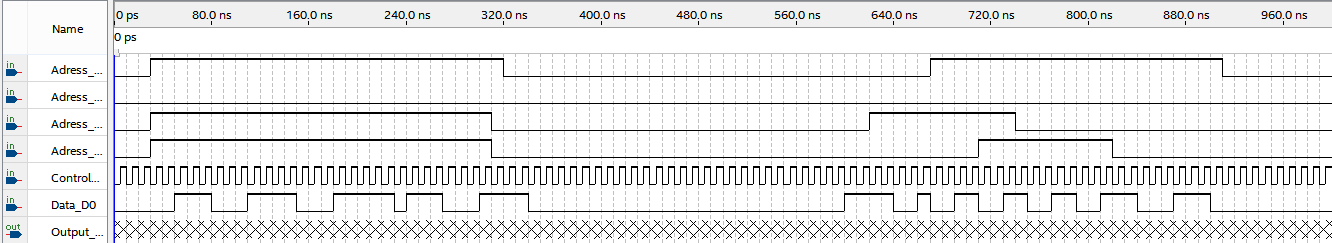 Name
0 ps 80.0 ns 160.0 ns 240.0 ns 320.0 ns 400.0 ns 480.0 ns 560.0 ns 640.0 ns 720.0 ns 800.0 ns 880.0 ns 960.0 ns
0 ps
in Adress_...
in Adress_...
in Adress_...
in Adress_...
in Control...
in Data_D0
out Output_...